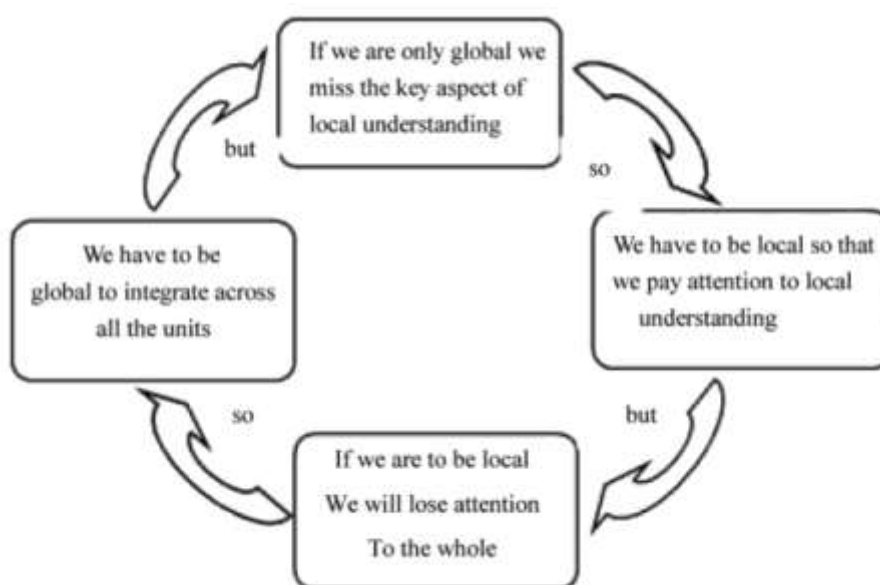 If we are only global we
miss the key aspect of
local understanding
but
so
We have to be
global to integrate across
all the units
We have to be local so that
we pay attention to local
understanding
so
but
If we are to be local
We will lose attention
To the whole